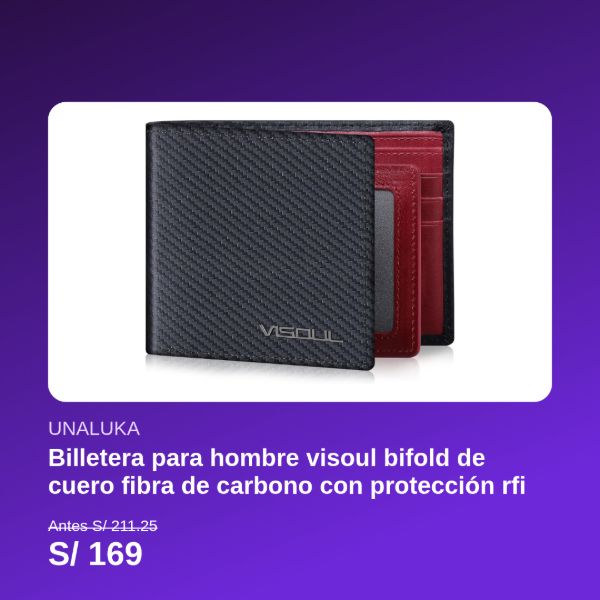 VISOUL
UNALUKA
Billetera para hombre visoul bifold de
cuero fibra de carbono con protección rfi
Antes S/ 211.25
S/ 169